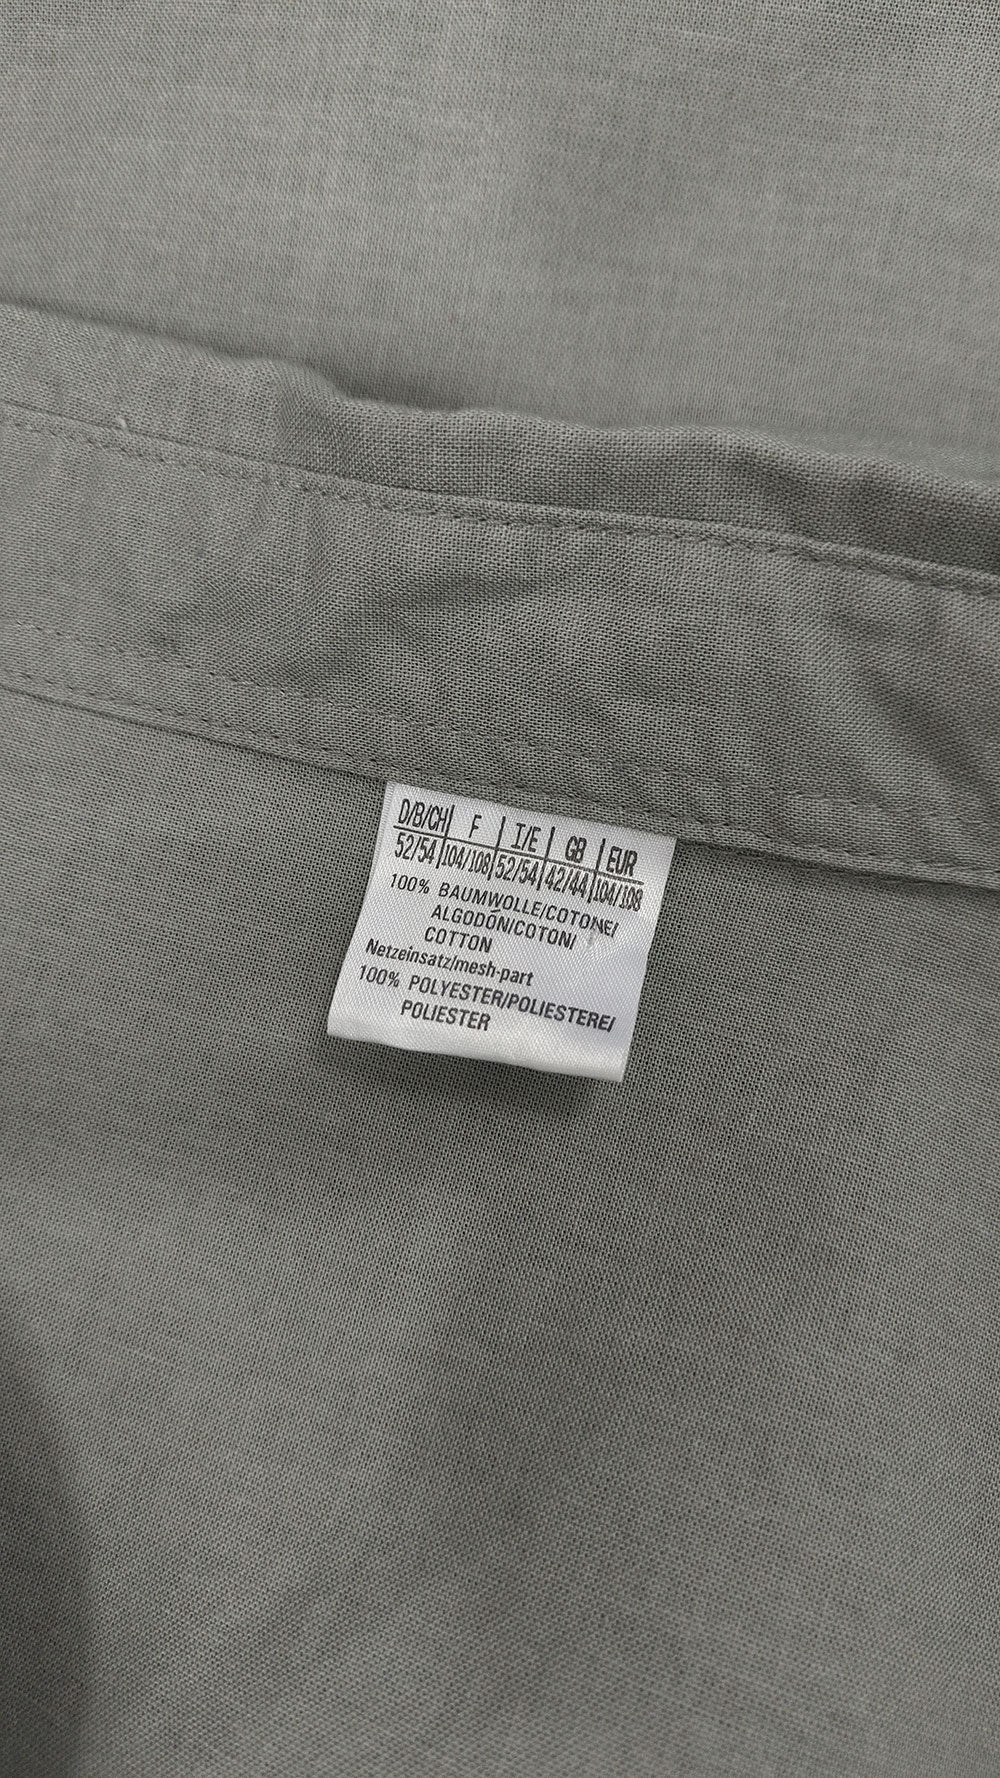 D/B/CH| F | I/E | GB | EUR
52/54|104/108|52/54|42/44|104/108
100% BAUMWOLLE/COTONE/
ALGODÓN/COTON/
COTTON
Netzeinsatz/mesh-part
100% POLYESTER/POLIESTERE/
POLIESTER